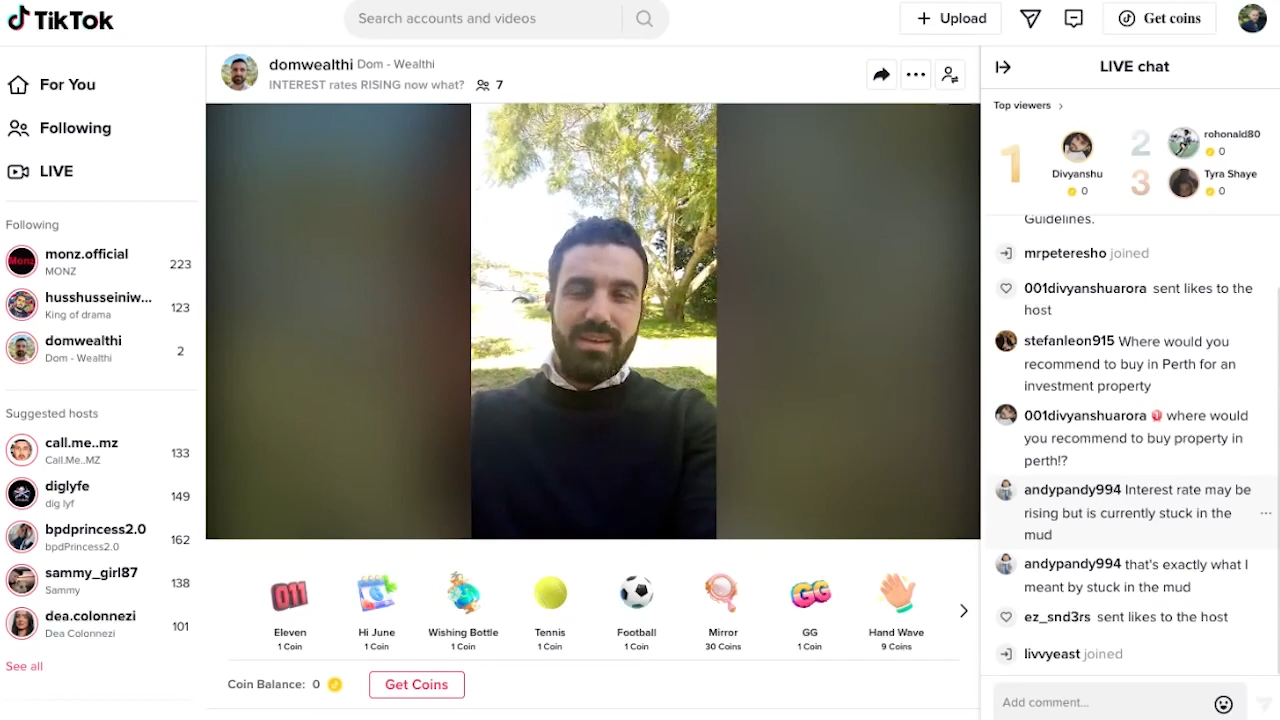 TikTok
Search accounts and videos
Upload
Get coins
For You
Following
LIVE
Following
monz.official
MONZ
223
husshusseiniw...
King of drama
123
domwealthi
Dom - Wealthi
2
Suggested hosts
call.me..mz
Call.Me..MZ
133
diglyfe
dig lyf
149
bpdprincess2.0
bpdPrincess2.0
162
sammy_girl87
Sammy
138
dea.colonnezi
Dea Colonnezi
101
See all
domwealthi Dom - Wealthi
INTEREST rates RISING now what? 7
Monz
011
GG
Eleven
1 Coin
Hi June
1 Coin
Wishing Bottle
1 Coin
Tennis
1 Coin
Football
1 Coin
Mirror
30 Coins
GG
1 Coin
Hand Wave
9 Coins
Coin Balance: 0
Get Coins
LIVE chat
Top viewers
1
Divyanshu
0
2
rohonald80
0
3
Tyra Shaye
0
Guidelines.
mrpeteresho joined
001divyanshuarora sent likes to the
host
stefanleon915 Where would you
recommend to buy in Perth for an
investment property
001divyanshuarora where would
you recommend to buy property in
perth!?
andypandy994 Interest rate may be
rising but is currently stuck in the
mud
andypandy994 that's exactly what I
meant by stuck in the mud
ez_snd3rs sent likes to the host
livvyeast joined
Add comment...